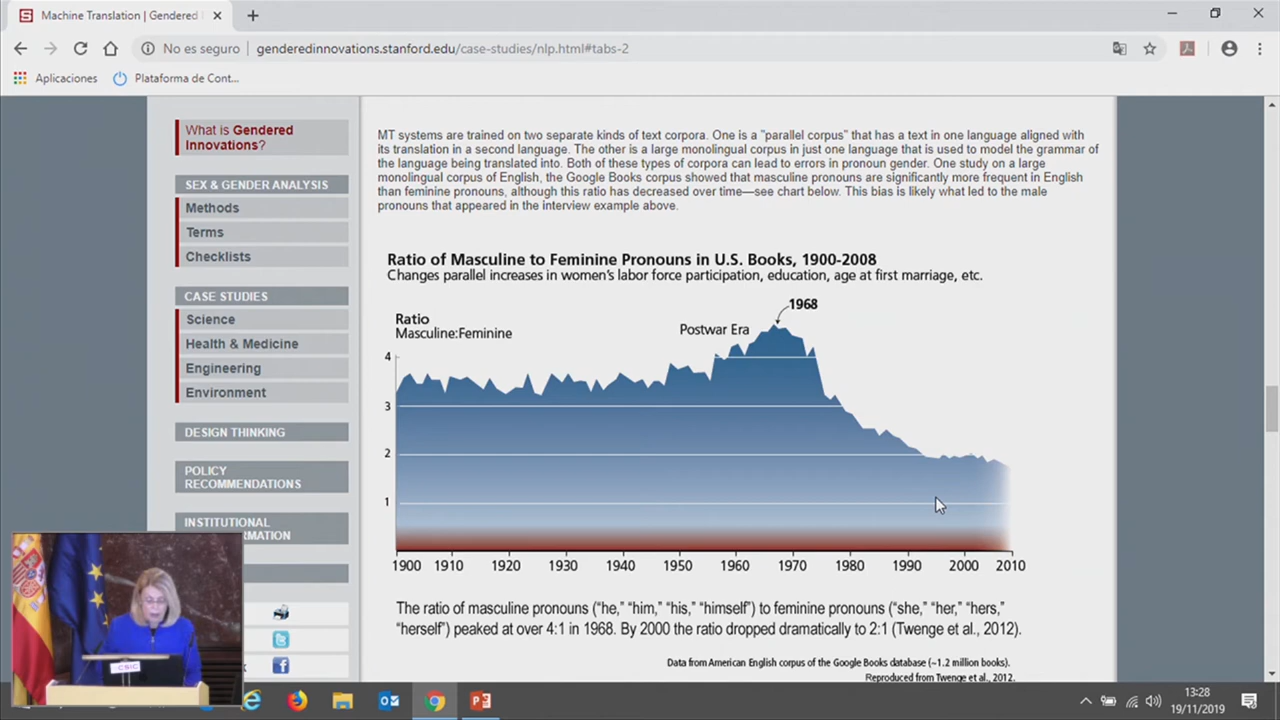 Machine Translation | Gendered
No es seguro
genderedinnovations.stanford.edu/case-studies/nlp.html#tabs-2
Aplicaciones
Plataforma de Cont...
What is Gendered
Innovations?
SEX & GENDER ANALYSIS
Methods
Terms
Checklists
CASE STUDIES
Science
Health & Medicine
Engineering
Environment
DESIGN THINKING
POLICY
RECOMMENDATIONS
INSTITUTIONAL
MT systems are trained on two separate kinds of text corpora. One is a "parallel corpus" that has a text in one language aligned with
its translation in a second language. The other is a large monolingual corpus in just one language that is used to model the grammar of
the language being translated into. Both of these types of corpora can lead to errors in pronoun gender. One study on a large
monolingual corpus of English, the Google Books corpus showed that masculine pronouns are significantly more frequent in English
than feminine pronouns, although this ratio has decreased over time—see chart below. This bias is likely what led to the male
pronouns that appeared in the interview example above.
Ratio of Masculine to Feminine Pronouns in U.S. Books, 1900-2008
Changes parallel increases in women's labor force participation, education, age at first marriage, etc.
1968
Ratio
Masculine:Feminine
Postwar Era
4
3
2
1
1900 1910 1920 1930 1940 1950 1960 1970 1980 1990 2000 2010
The ratio of masculine pronouns ("he," "him," "his," "himself") to feminine pronouns ("she," "her," "hers,"
"herself") peaked at over 4:1 in 1968. By 2000 the ratio dropped dramatically to 2:1 (Twenge et al., 2012).
Data from American English corpus of the Google Books database (~1.2 million books).
Reproduced from Twenge et al., 2012.
CSIC
13:28
19/11/2019